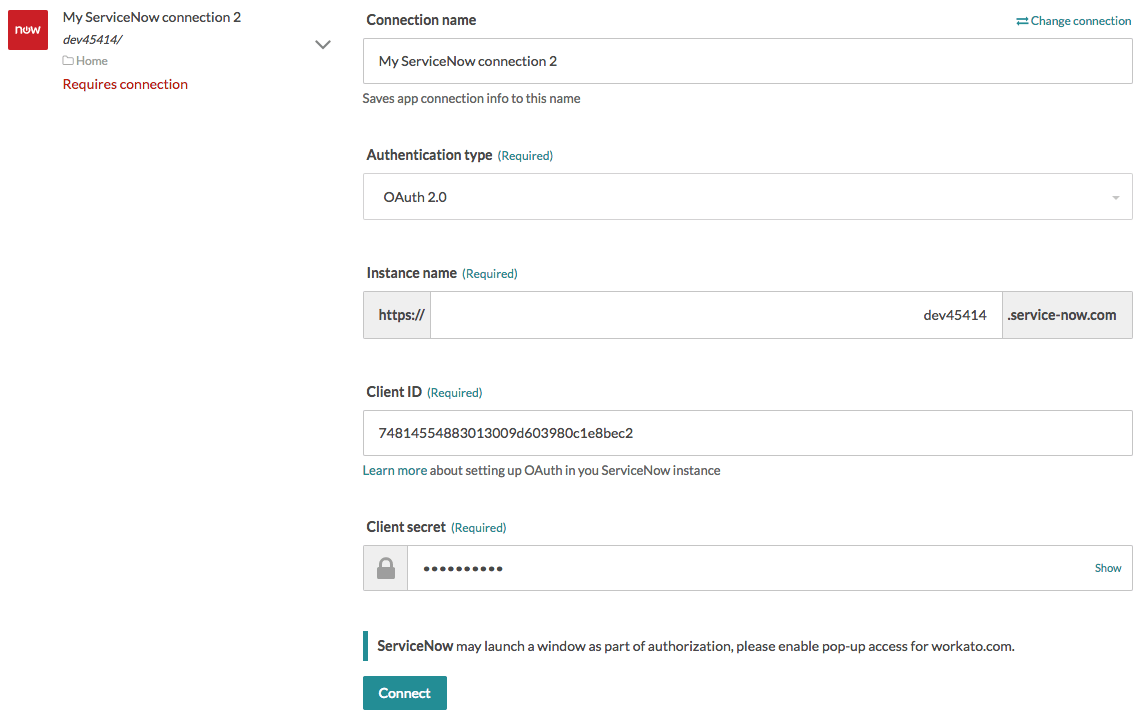 now
My ServiceNow connection 2
dev45414/
Home
Requires connection
Connection name
Change connection
My ServiceNow connection 2
Saves app connection info to this name
Authentication type (Required)
OAuth 2.0
Instance name (Required)
https:// dev45414 .service-now.com
Client ID (Required)
74814554883013009d603980c1e8bec2
Learn more about setting up OAuth in you ServiceNow instance
Client secret (Required)
•••••••••• Show
ServiceNow may launch a window as part of authorization, please enable pop-up access for workato.com.
Connect